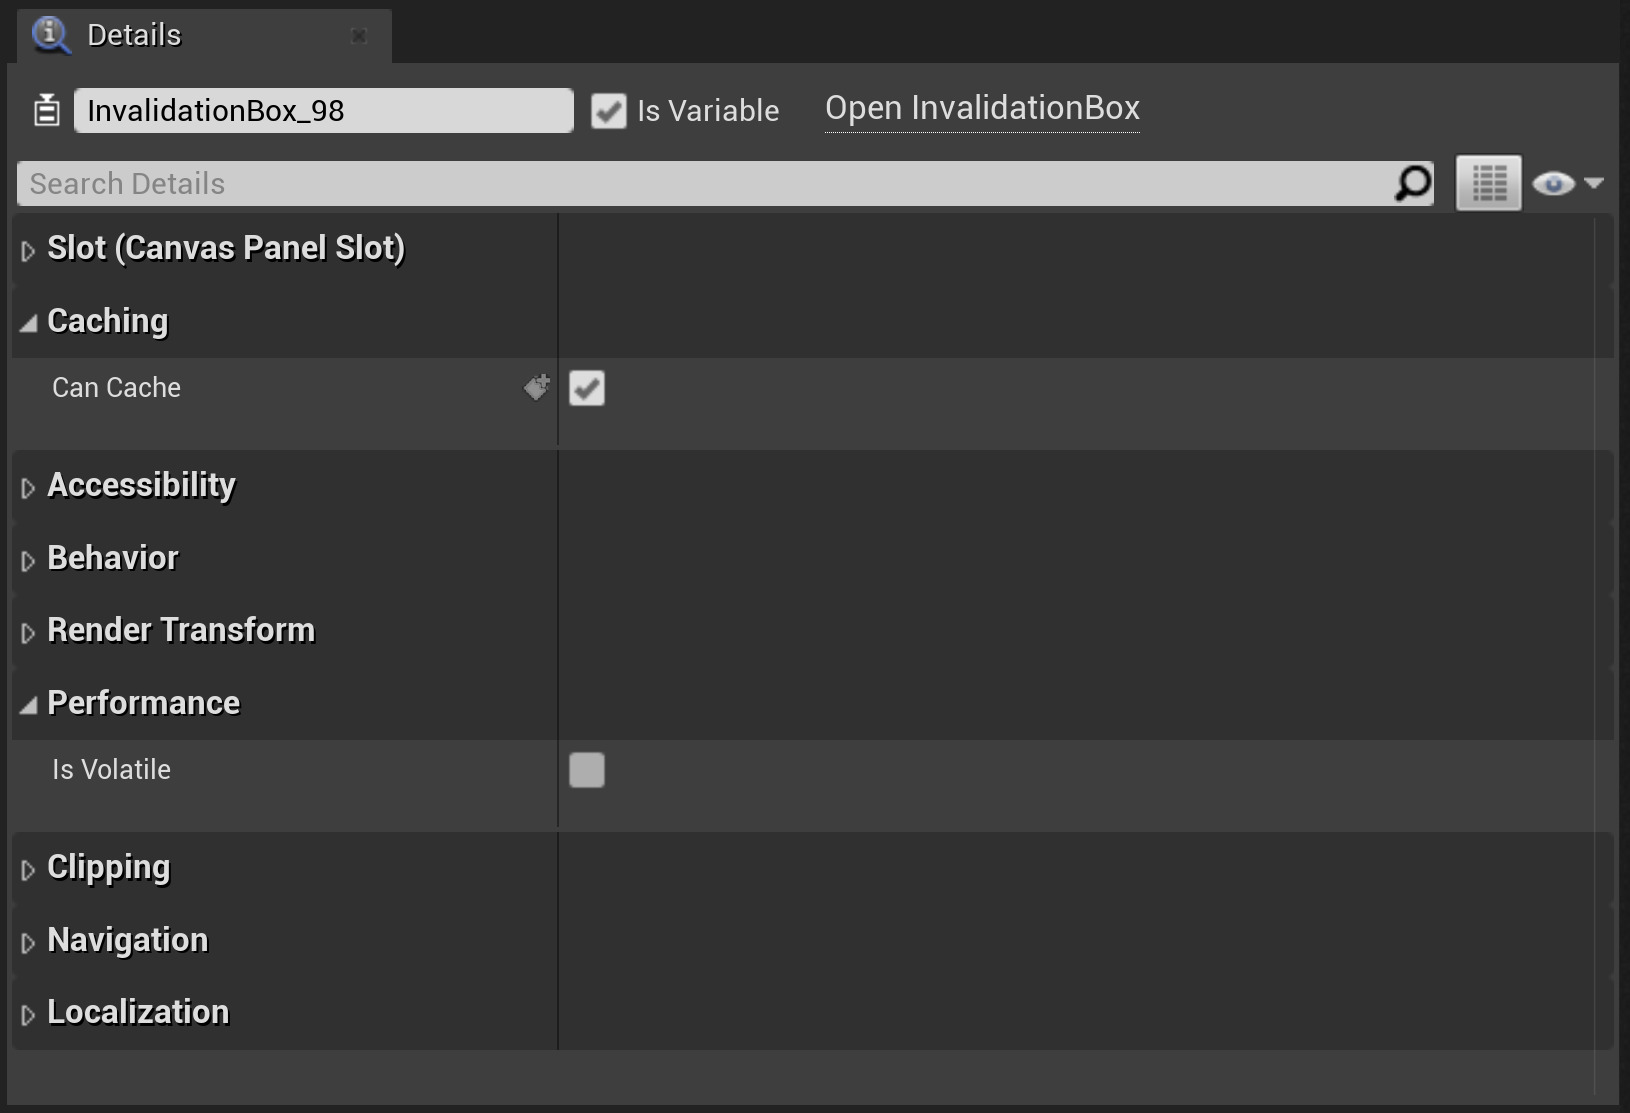 Details
InvalidationBox_98 Is Variable Open InvalidationBox
Search Details
Slot (Canvas Panel Slot)
Caching
Can Cache
Accessibility
Behavior
Render Transform
Performance
Is Volatile
Clipping
Navigation
Localization